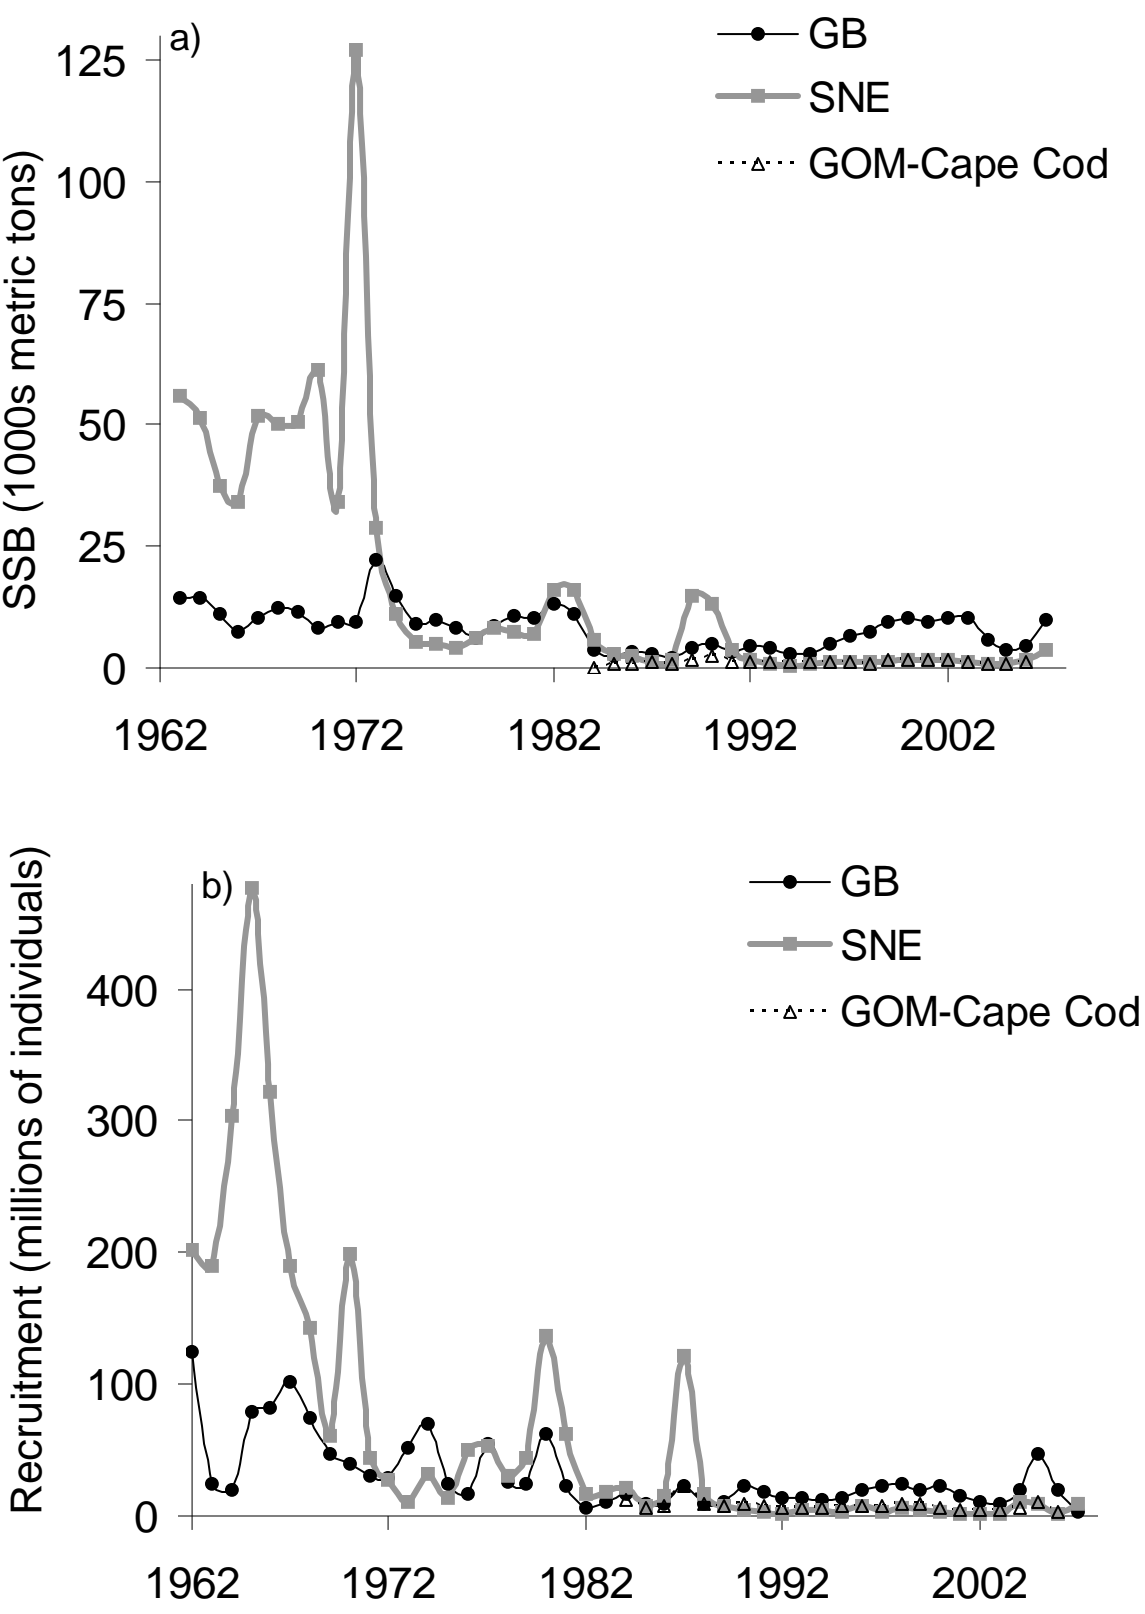 a)
GB
SNE
GOM-Cape Cod
SSB (1000s metric tons)
125
100
75
50
25
0
1962 1972 1982 1992 2002
b)
GB
SNE
GOM-Cape Cod
Recruitment (millions of individuals)
400
300
200
100
0
1962 1972 1982 1992 2002